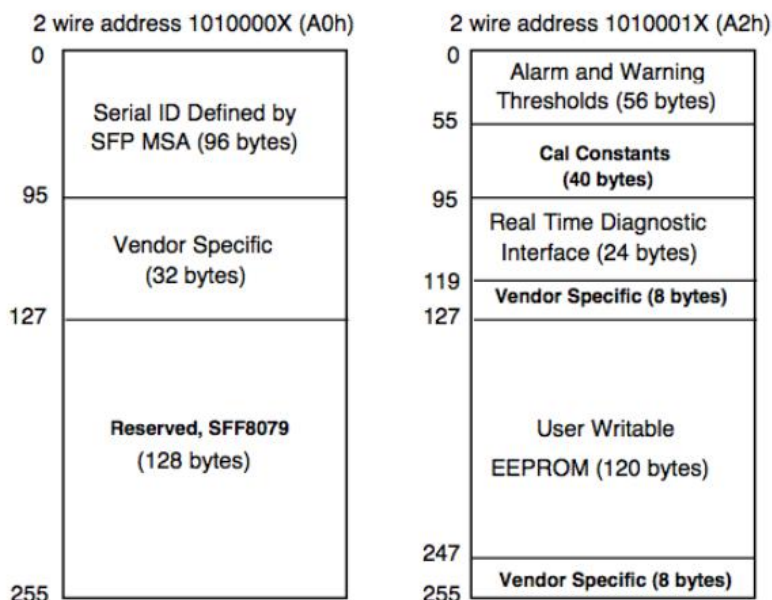 2 wire address 1010000X (A0h)
0
Serial ID Defined by
SFP MSA (96 bytes)
95
Vendor Specific
(32 bytes)
127
Reserved, SFF8079
(128 bytes)
255
2 wire address 1010001X (A2h)
0
Alarm and Warning
Thresholds (56 bytes)
55
Cal Constants
(40 bytes)
95
Real Time Diagnostic
Interface (24 bytes)
119
Vendor Specific (8 bytes)
127
User Writable
EEPROM (120 bytes)
247
Vendor Specific (8 bytes)
255